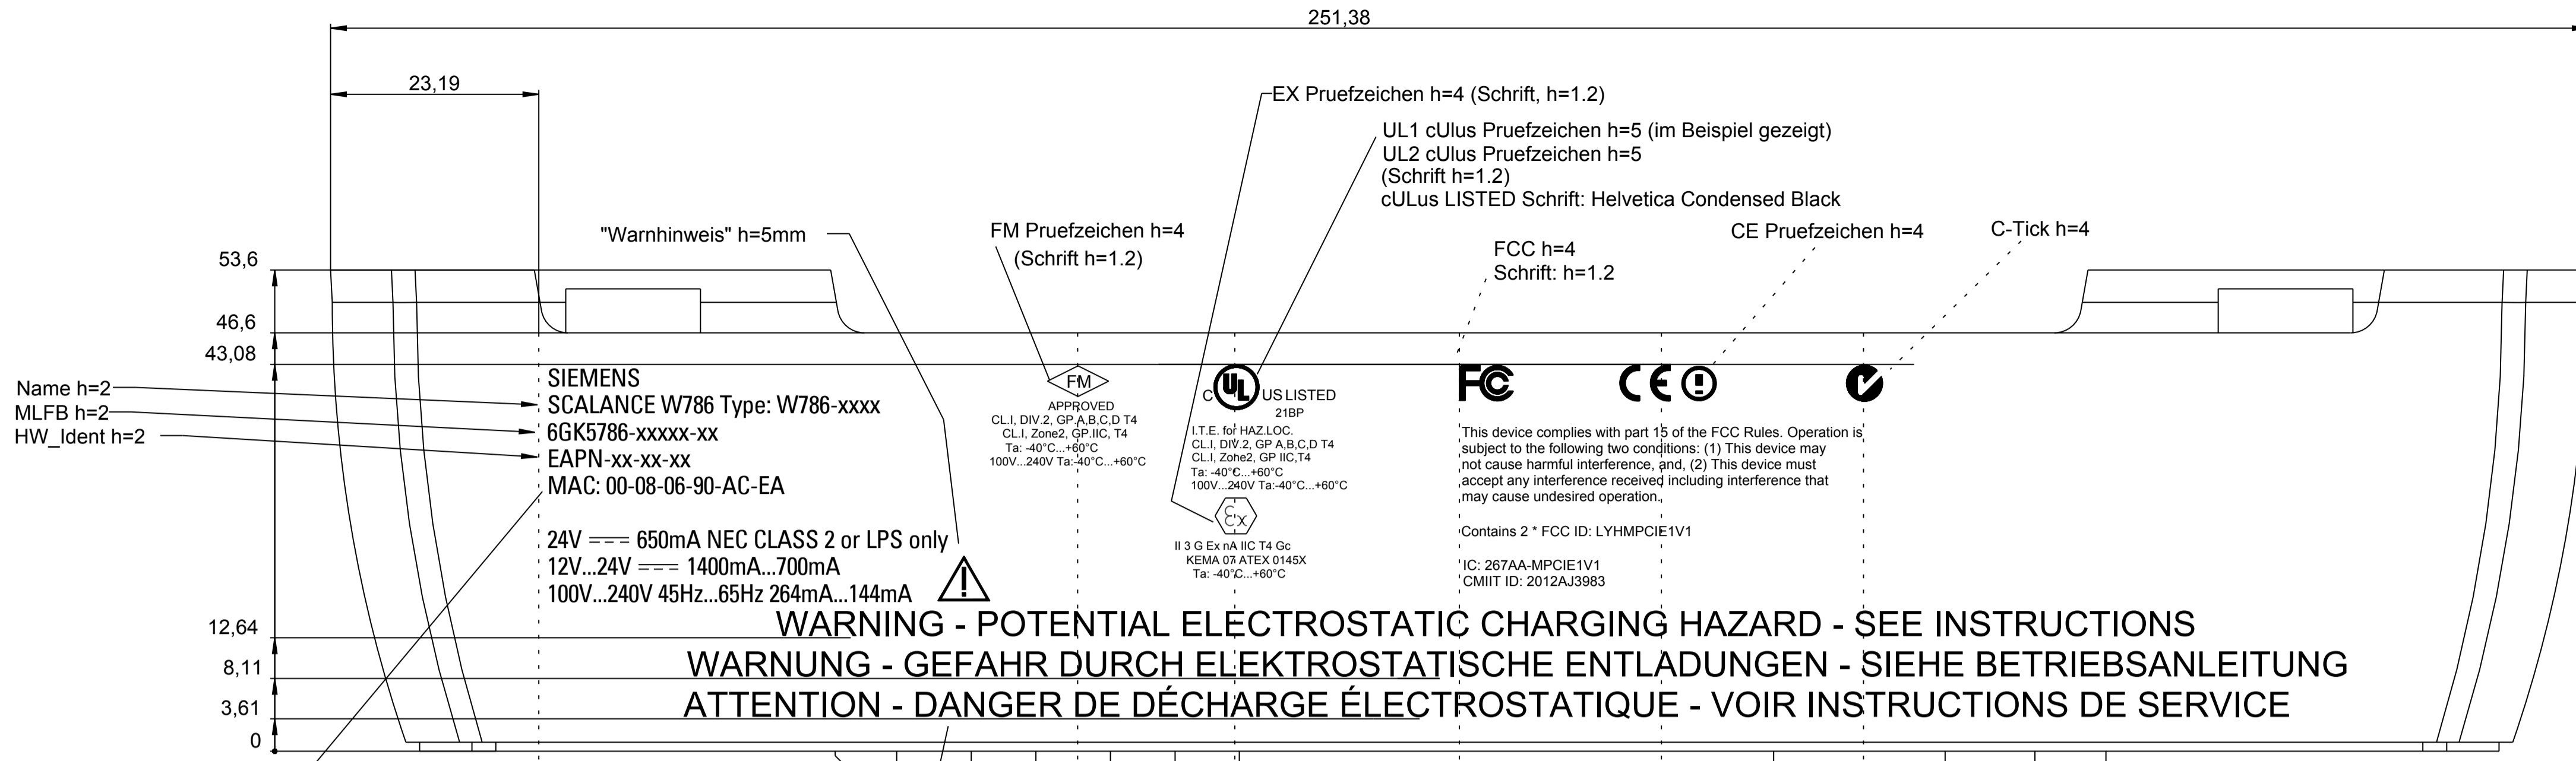 251,38
23,19
EX Pruefzeichen h=4 (Schrift, h=1.2)
UL1 cUlus Pruefzeichen h=5 (im Beispiel gezeigt)
UL2 cUlus Pruefzeichen h=5
(Schrift h=1.2)
cULus LISTED Schrift: Helvetica Condensed Black
"Warnhinweis" h=5mm
FM Pruefzeichen h=4
(Schrift h=1.2)
FCC h=4
Schrift: h=1.2
CE Pruefzeichen h=4
C-Tick h=4
53,6
46,6
43,08
12,64
8,11
3,61
0
Name h=2
MLFB h=2
HW_Ident h=2
SIEMENS
SCALANCE W786 Type: W786-xxxx
6GK5786-xxxxx-xx
EAPN-xx-xx-xx
MAC: 00-08-06-90-AC-EA
24V 650mA NEC CLASS 2 or LPS only
12V...24V 1400mA...700mA
100V...240V 45Hz...65Hz 264mA...144mA
FM
APPROVED
CL.I, DIV.2, GP.A,B,C,D T4
CL.I, Zone2, GP.IIC, T4
Ta: -40°C...+60°C
100V...240V Ta:-40°C...+60°C
C UL US LISTED
21BP
I.T.E. for HAZ.LOC.
CL.I, DIV.2, GP A,B,C,D T4
CL.I, Zone2, GP IIC,T4
Ta: -40°C...+60°C
100V...240V Ta:-40°C...+60°C
Ex
II 3 G Ex nA IIC T4 Gc
KEMA 07 ATEX 0145X
Ta: -40°C...+60°C
FCC
CE
This device complies with part 15 of the FCC Rules. Operation is
subject to the following two conditions: (1) This device may
not cause harmful interference, and, (2) This device must
accept any interference received including interference that
may cause undesired operation.
Contains 2 * FCC ID: LYHMPCIE1V1
IC: 267AA-MPCIE1V1
CMIIT ID: 2012AJ3983
WARNING - POTENTIAL ELECTROSTATIC CHARGING HAZARD - SEE INSTRUCTIONS
WARNUNG - GEFAHR DURCH ELEKTROSTATISCHE ENTLADUNGEN - SIEHE BETRIEBSANLEITUNG
ATTENTION - DANGER DE DÉCHARGE ÉLECTROSTATIQUE - VOIR INSTRUCTIONS DE SERVICE